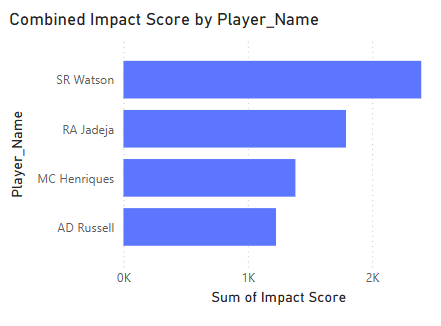 Combined Impact Score by Player_Name
Player_Name
SR Watson
RA Jadeja
MC Henriques
AD Russell
0K 1K 2K
Sum of Impact Score